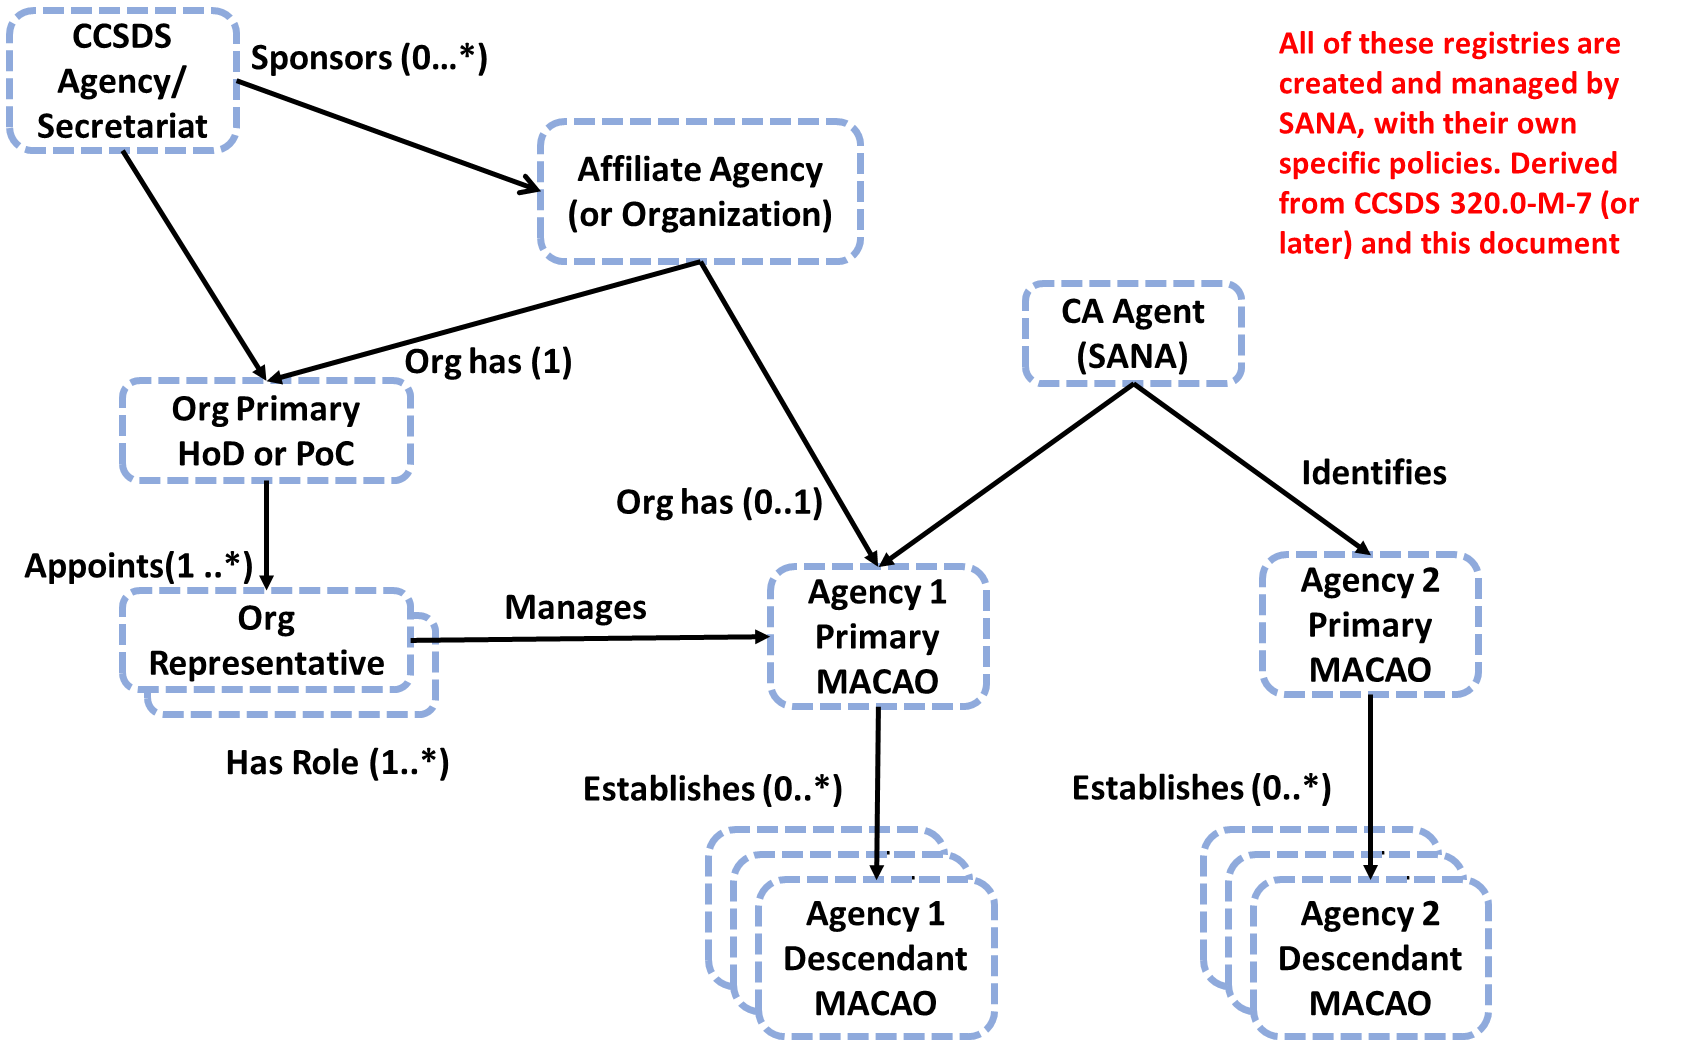 CCSDS
Agency/
Secretariat
Sponsors (0...*)
All of these registries are
created and managed by
SANA, with their own
specific policies. Derived
from CCSDS 320.0-M-7 (or
later) and this document
Affiliate Agency
(or Organization)
CA Agent
(SANA)
Org has (1)
Org Primary
HoD or PoC
Identifies
Org has (0..1)
Appoints(1 ..*)
Org
Representative
Manages
Agency 1
Primary
MACAO
Agency 2
Primary
MACAO
Has Role (1..*)
Establishes (0..*)
Establishes (0..*)
Agency 1
Descendant
MACAO
Agency 2
Descendant
MACAO